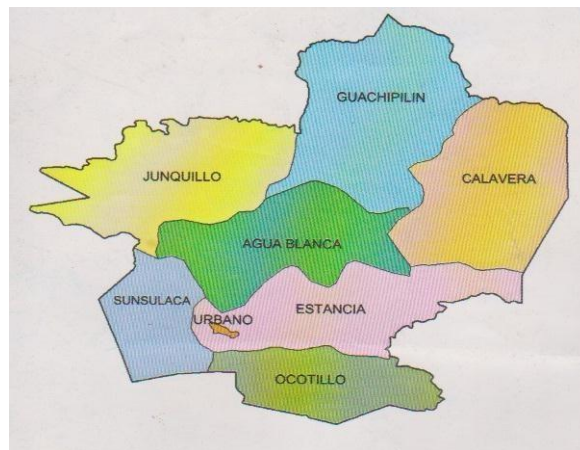 GUACHIPILIN
JUNQUILLO
CALAVERA
AGUA BLANCA
SUNSULACA
ESTANCIA
URBANO
OCOTILLO